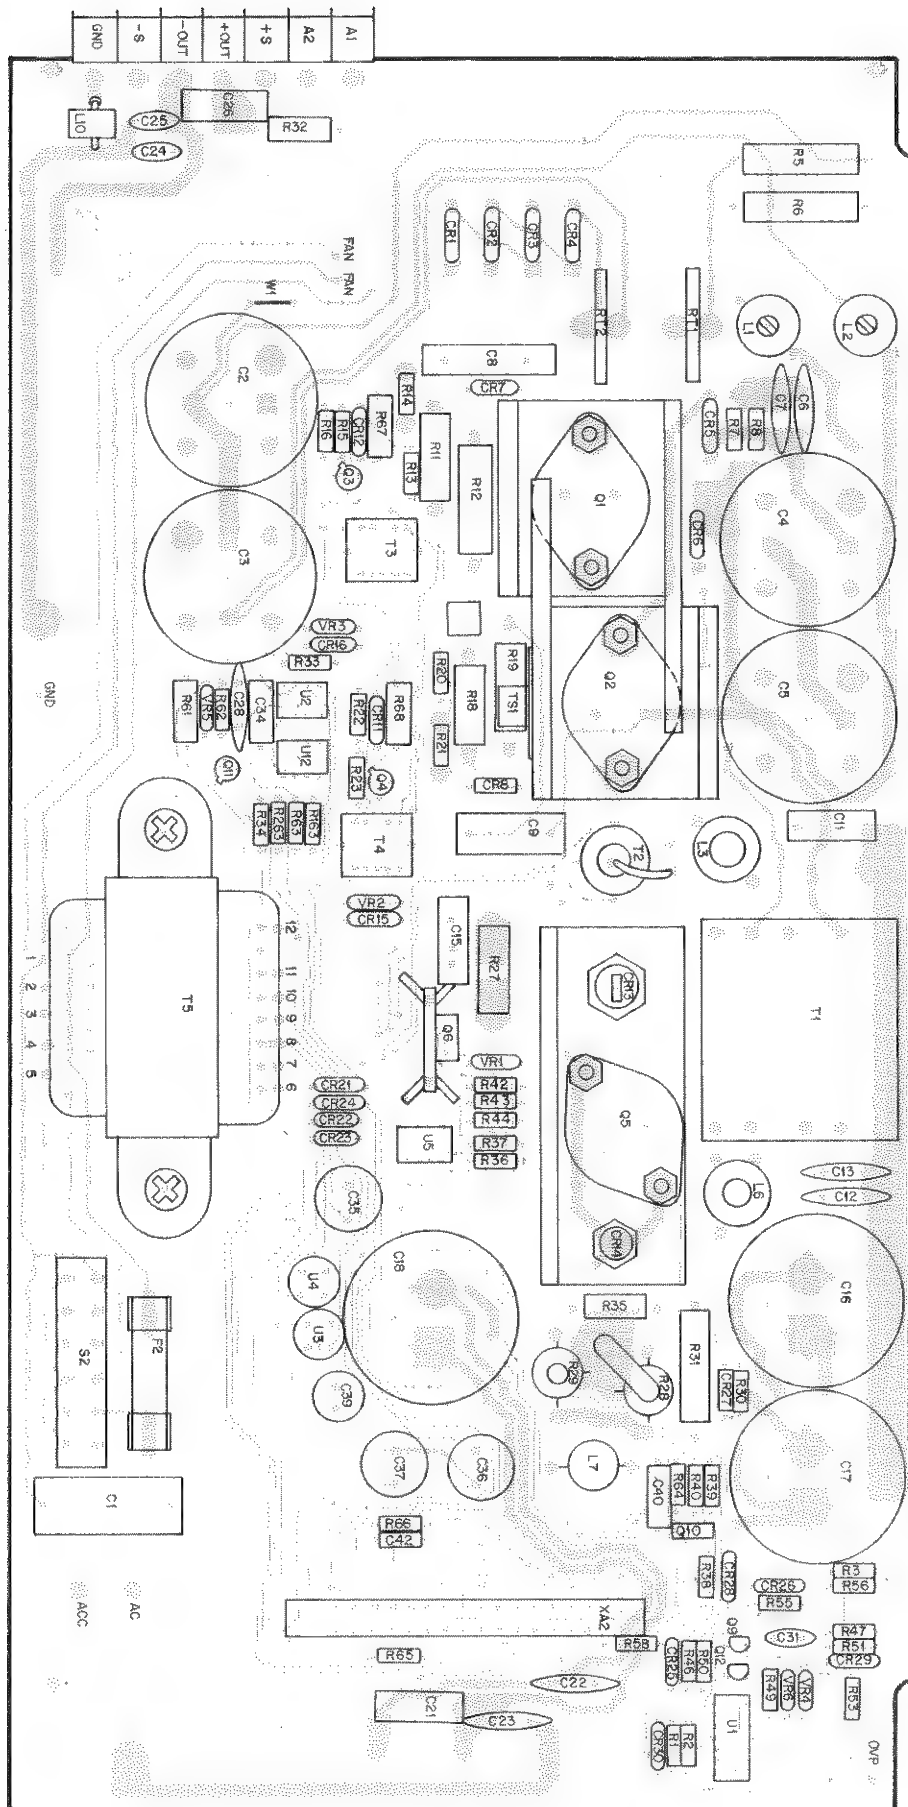 GND
-S
-OUT
+OUT
+S
A2
A1
L10
C25
C24
C26
R32
R5
R6
CR1
CR2
CR3
CR4
FAN
FAN
W1
RT2
RT1
L1
L2
C2
C8
CR7
R14
R16
R15
CR12
R67
R11
R13
R12
Q3
Q1
CR5
R7
R8
C7
C6
C4
CR6
C3
T3
VR3
CR16
R33
Q2
C5
R20
R18
R19
TS1
GND
R61
VR5
R62
C28
C34
U2
R22
CR11
R68
R21
U12
Q11
R23
Q4
CR8
R34
R263
R63
R163
T4
C9
T2
L3
C11
VR2
CR15
C15
R27
CR13
T1
12
1
2
3
4
5
T5
11
10
9
8
7
6
Q6
VR1
CR21
CR24
CR22
CR23
R42
R43
R44
R37
R36
U5
Q5
C13
C12
L6
C35
CR14
C18
U4
U3
C16
R35
S2
F2
R29
R28
R31
CR27
R30
C39
C37
C36
L7
C17
C1
C40
R64
R40
R39
R66
C42
Q10
R38
CR28
CR26
R55
R3
R56
ACC
AC
XA2
R58
CR25
R46
R50
Q9
Q12
C31
R47
R51
CR29
R65
C22
R49
VR6
VR4
R53
C21
C23
CR30
R1
R2
U1
OVP